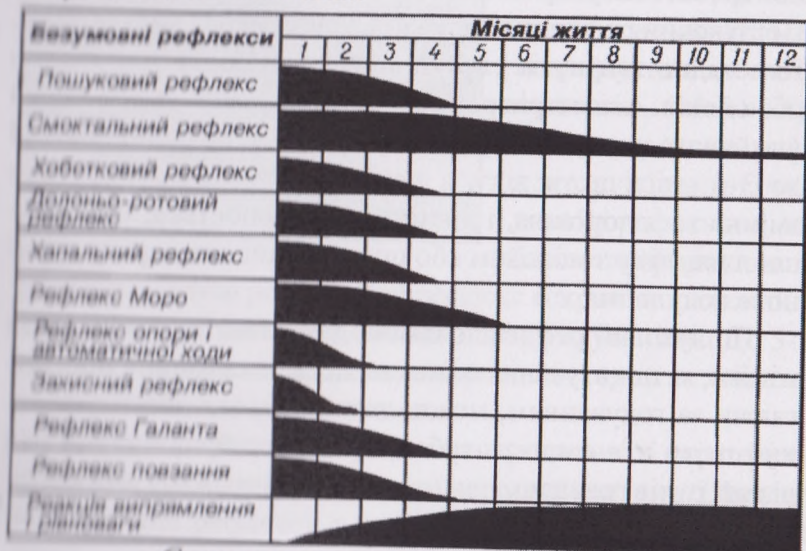 Безумовні рефлекси
Місяці життя
1 2 3 4 5 6 7 8 9 10 11 12
Пошуковий рефлекс
Смоктальний рефлекс
Хоботковий рефлекс
Долоньо-ротовий
рефлекс
Хапальний рефлекс
Рефлекс Моро
Рефлекс опори і
автоматичної ходи
Захисний рефлекс
Рефлекс Галанта
Рефлекс повзання
Реакція випрямлення
і рівноваги